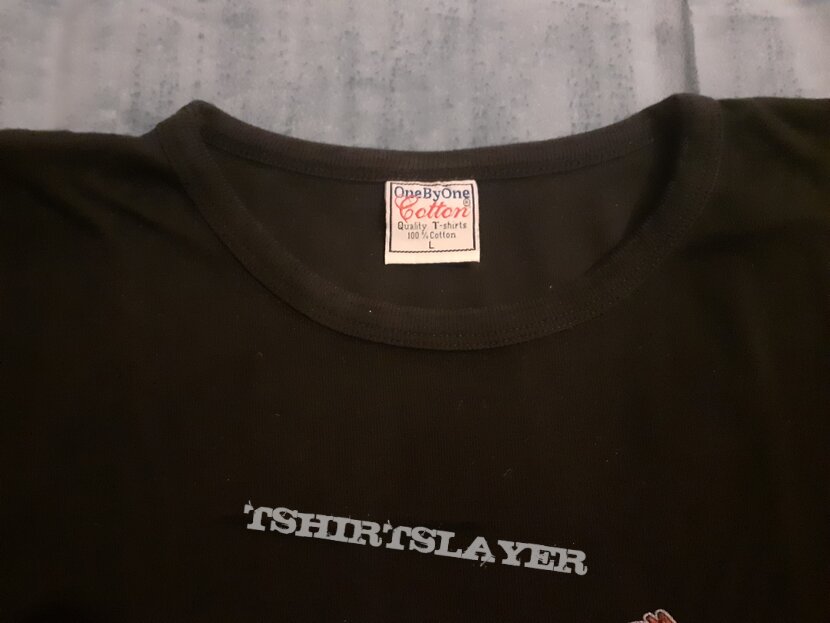 OneByOne
Cotton®
Quality T-shirts
100% Cotton
L
TSHIRTSLAYER